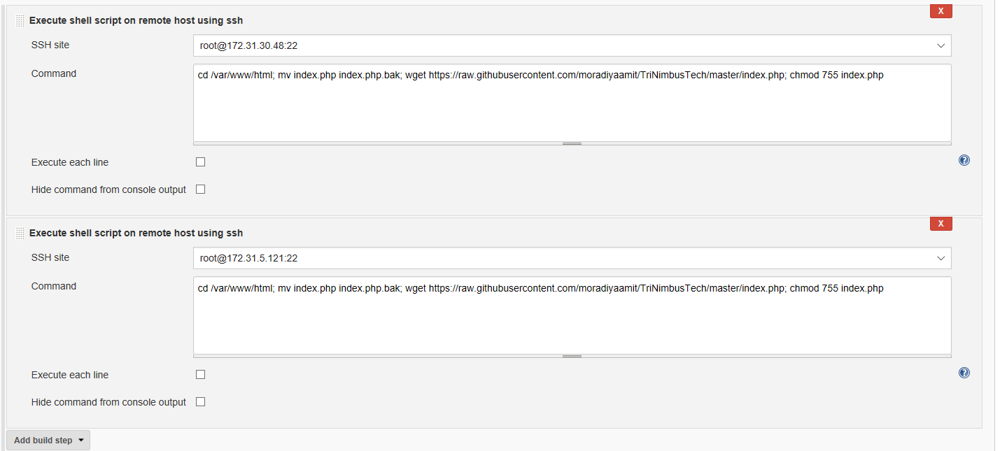 X
Execute shell script on remote host using ssh
SSH site
root@172.31.30.48:22
Command
cd /var/www/html; mv index.php index.php.bak; wget https://raw.githubusercontent.com/moradiyaamit/TriNimbusTech/master/index.php; chmod 755 index.php
Execute each line
?
Hide command from console output
X
Execute shell script on remote host using ssh
SSH site
root@172.31.5.121:22
Command
cd /var/www/html; mv index.php index.php.bak; wget https://raw.githubusercontent.com/moradiyaamit/TriNimbusTech/master/index.php; chmod 755 index.php
Execute each line
?
Hide command from console output
Add build step